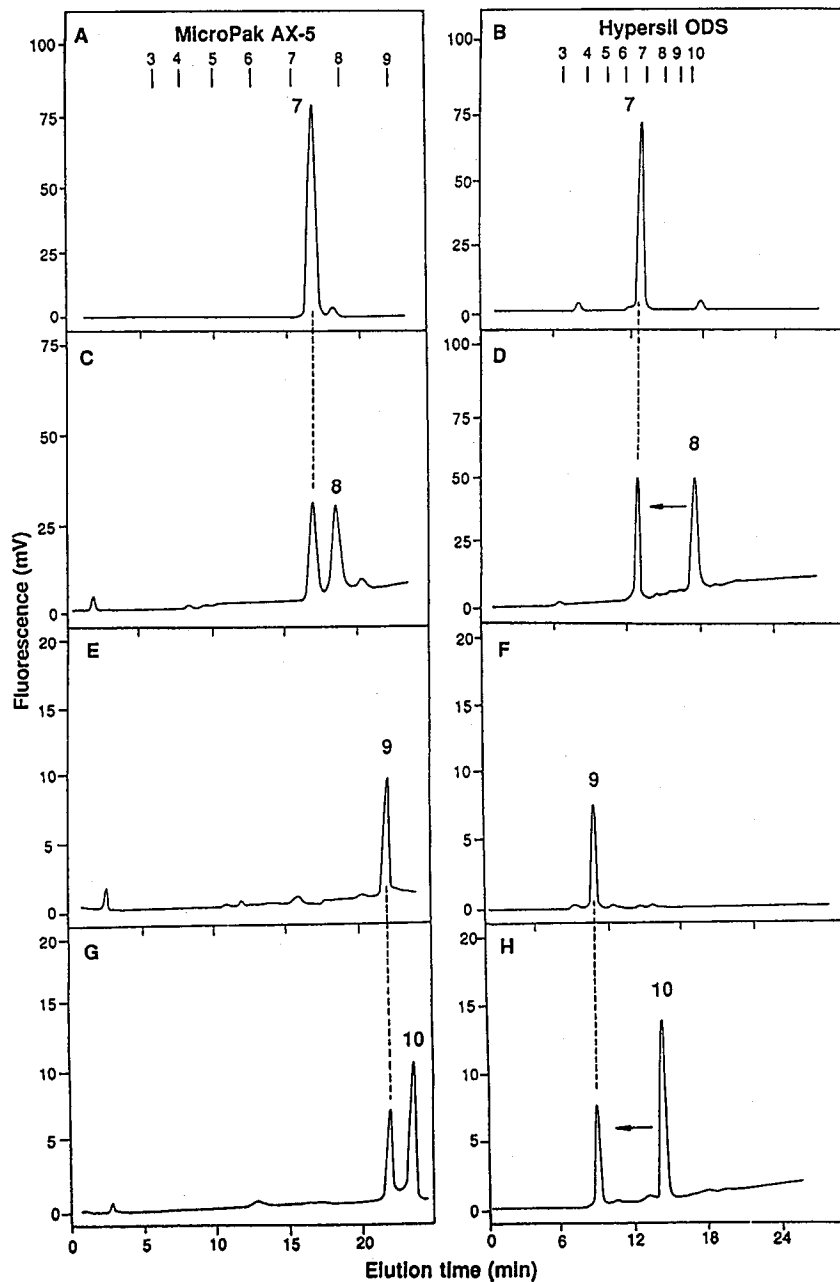 A
MicroPak AX-5
3 4 5 6 7 8 9
100
75
50
25
0
7
B
Hypersil ODS
3 4 5 6 7 8 9 10
100
75
50
25
0
7
C
75
50
25
0
8
D
100
75
50
25
0
8
Fluorescence (mV)
E
20
15
10
5
0
9
F
20
15
10
5
0
9
G
20
15
10
5
0
10
H
20
15
10
5
0
10
0 5 10 15 20
0 6 12 18 24
Elution time (min)